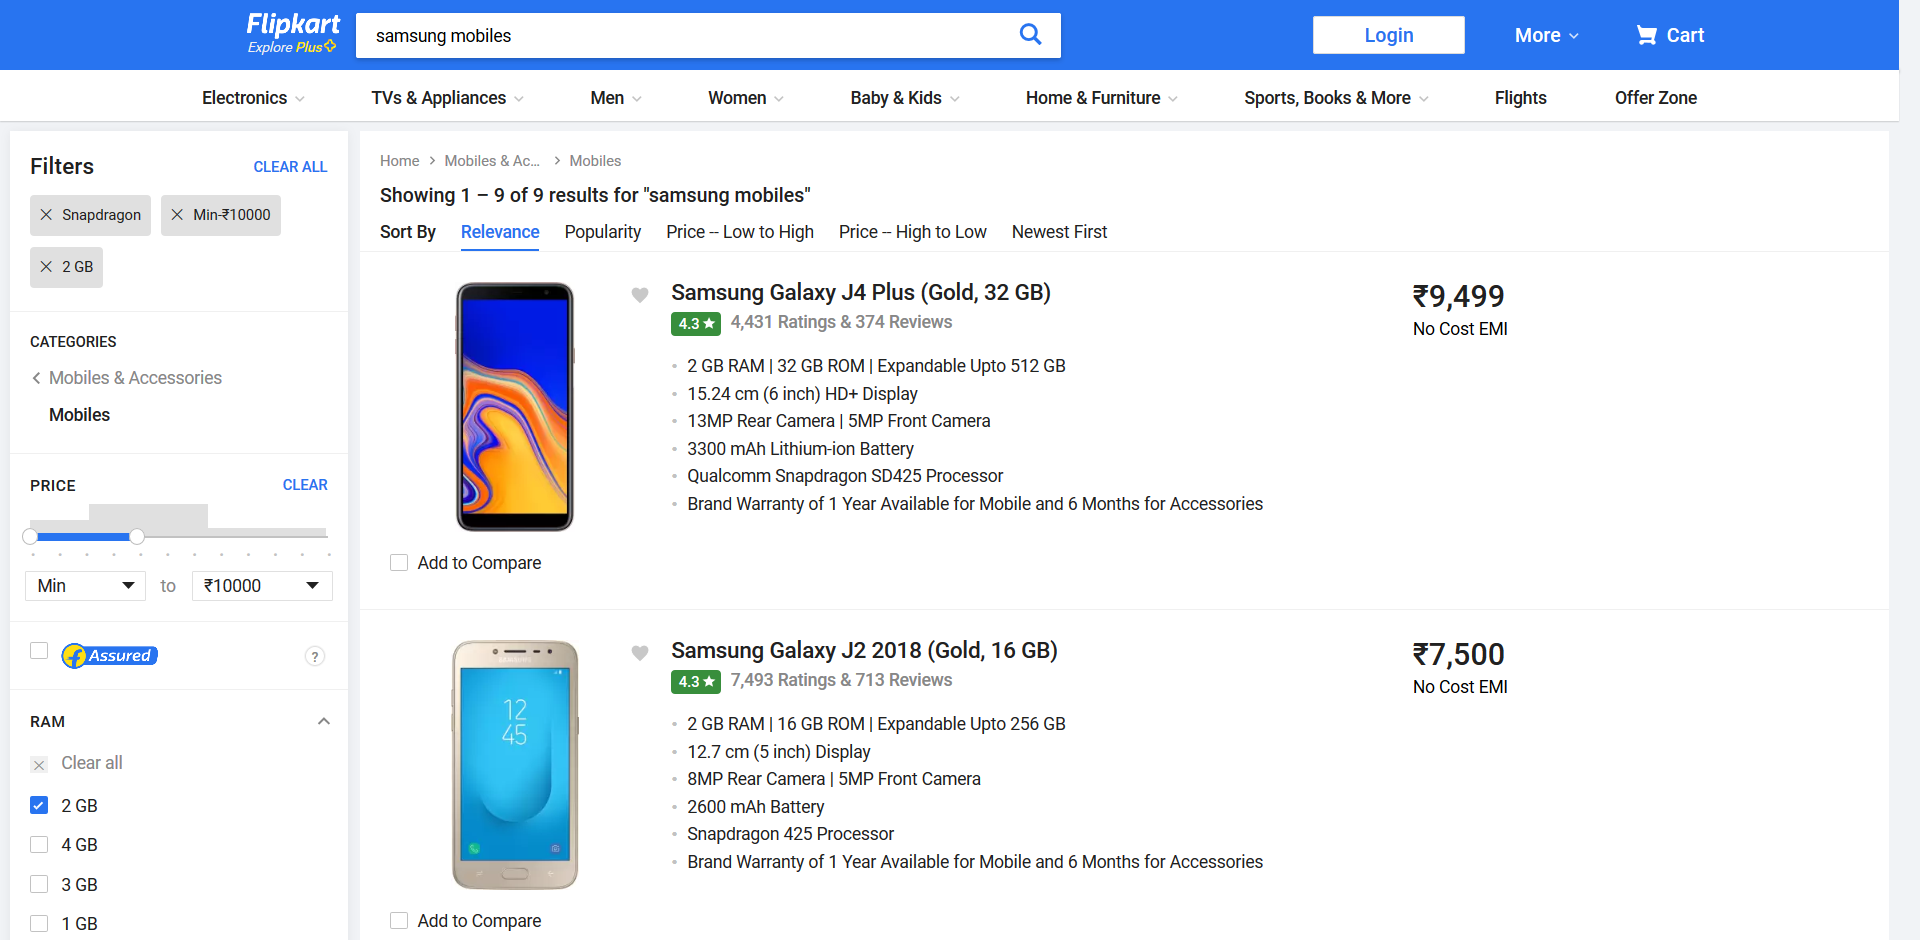 Flipkart
Explore Plus
samsung mobiles
Login
More
Cart
Electronics
TVs & Appliances
Men
Women
Baby & Kids
Home & Furniture
Sports, Books & More
Flights
Offer Zone
Filters
CLEAR ALL
Snapdragon
Min-₹10000
2 GB
CATEGORIES
Mobiles & Accessories
Mobiles
PRICE
CLEAR
Min
to
₹10000
Assured
?
RAM
Clear all
2 GB
4 GB
3 GB
1 GB
Home
Mobiles & Ac...
Mobiles
Showing 1 – 9 of 9 results for "samsung mobiles"
Sort By
Relevance
Popularity
Price -- Low to High
Price -- High to Low
Newest First
Samsung Galaxy J4 Plus (Gold, 32 GB)
4.3 ★
4,431 Ratings & 374 Reviews
2 GB RAM | 32 GB ROM | Expandable Upto 512 GB
15.24 cm (6 inch) HD+ Display
13MP Rear Camera | 5MP Front Camera
3300 mAh Lithium-ion Battery
Qualcomm Snapdragon SD425 Processor
Brand Warranty of 1 Year Available for Mobile and 6 Months for Accessories
₹9,499
No Cost EMI
Add to Compare
SAMSUNG
12
45
Samsung Galaxy J2 2018 (Gold, 16 GB)
4.3 ★
7,493 Ratings & 713 Reviews
2 GB RAM | 16 GB ROM | Expandable Upto 256 GB
12.7 cm (5 inch) Display
8MP Rear Camera | 5MP Front Camera
2600 mAh Battery
Snapdragon 425 Processor
Brand Warranty of 1 Year Available for Mobile and 6 Months for Accessories
₹7,500
No Cost EMI
Add to Compare